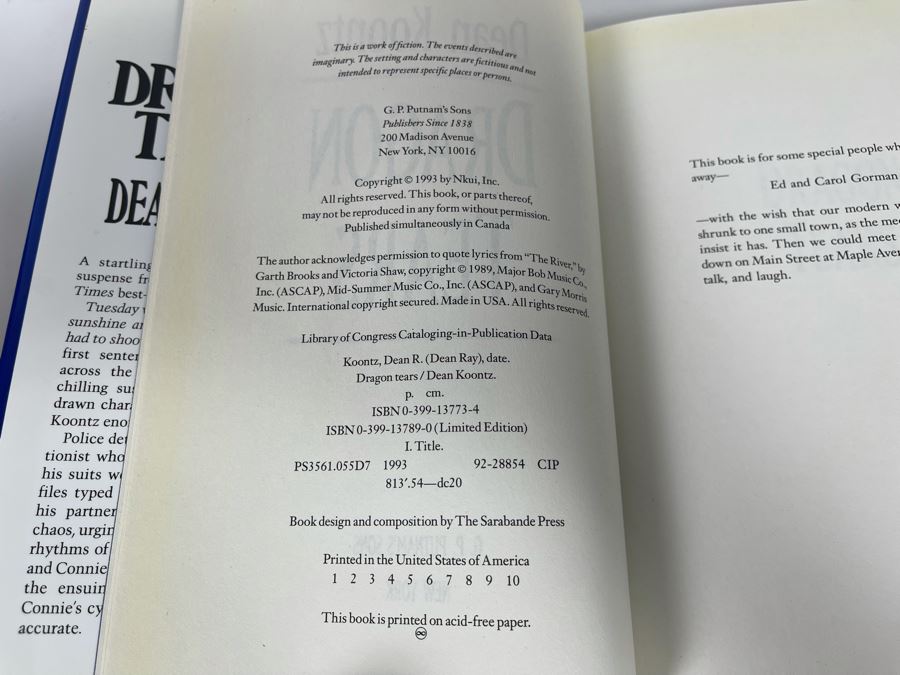 DR
T
DEA
A startling
suspense fr
Times best-
Tuesday
sunshine a
had to shoo
first senten
across the
chilling su
drawn char
Koontz eno
Police det
tionist who
his suits w
files typed
his partner
chaos, urgin
rhythms of
and Connie
the ensuin
Connie's cy
accurate.
This is a work of fiction. The events described are
imaginary. The setting and characters are fictitious and not
intended to represent specific places or persons.
G. P. Putnam's Sons
Publishers Since 1838
200 Madison Avenue
New York, NY 10016
Copyright © 1993 by Nkui, Inc.
All rights reserved. This book, or parts thereof,
may not be reproduced in any form without permission.
Published simultaneously in Canada
The author acknowledges permission to quote lyrics from "The River," by
Garth Brooks and Victoria Shaw, copyright © 1989, Major Bob Music Co.,
Inc. (ASCAP), Mid-Summer Music Co., Inc. (ASCAP), and Gary Morris
Music. International copyright secured. Made in USA. All rights reserved.
Library of Congress Cataloging-in-Publication Data
Koontz, Dean R. (Dean Ray), date.
Dragon tears / Dean Koontz.
p. cm.
ISBN 0-399-13773-4
ISBN 0-399-13789-0 (Limited Edition)
I. Title.
PS3561.O55D7 1993 92-28854 CIP
813'.54—dc20
Book design and composition by The Sarabande Press
Printed in the United States of America
1 2 3 4 5 6 7 8 9 10
This book is printed on acid-free paper.
This book is for some special people wh
away—
Ed and Carol Gorman
—with the wish that our modern w
shrunk to one small town, as the me
insist it has. Then we could meet
down on Main Street at Maple Aven
talk, and laugh.